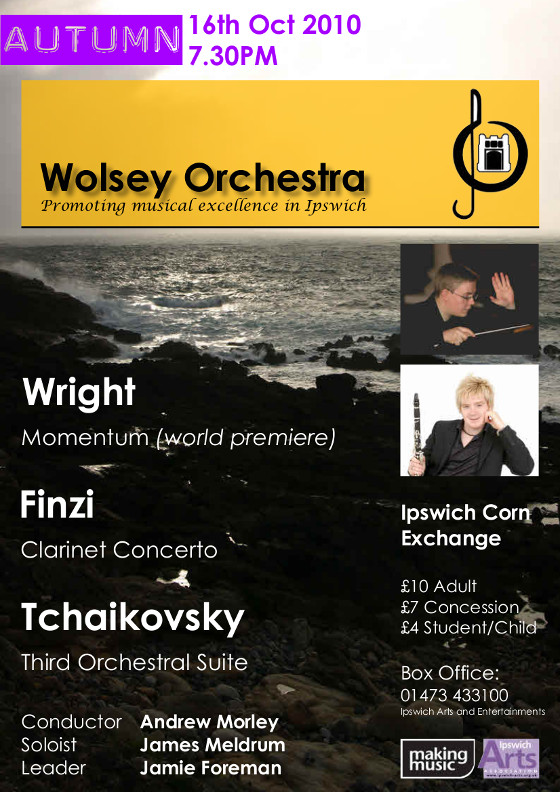 AUTUMN
16th Oct 2010
7.30PM
Wolsey Orchestra
Promoting musical excellence in Ipswich
Wright
Momentum (world premiere)
Finzi
Clarinet Concerto
Tchaikovsky
Third Orchestral Suite
Conductor Andrew Morley
Soloist James Meldrum
Leader Jamie Foreman
Ipswich Corn
Exchange
£10 Adult
£7 Concession
£4 Student/Child
Box Office:
01473 433100
Ipswich Arts and Entertainments
making
music
Ipswich
Arts
ASSOCIATION